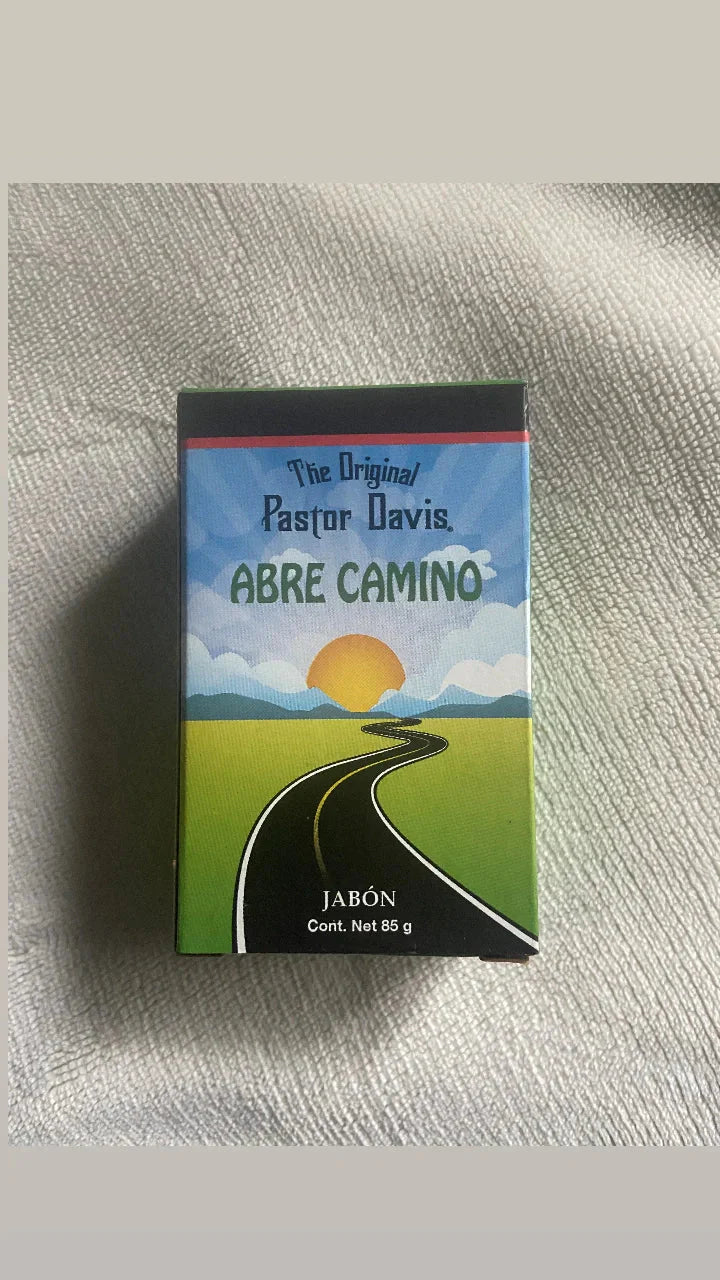 The Original
Pastor Davis.
ABRE CAMINO
JABÓN
Cont. Net 85 g